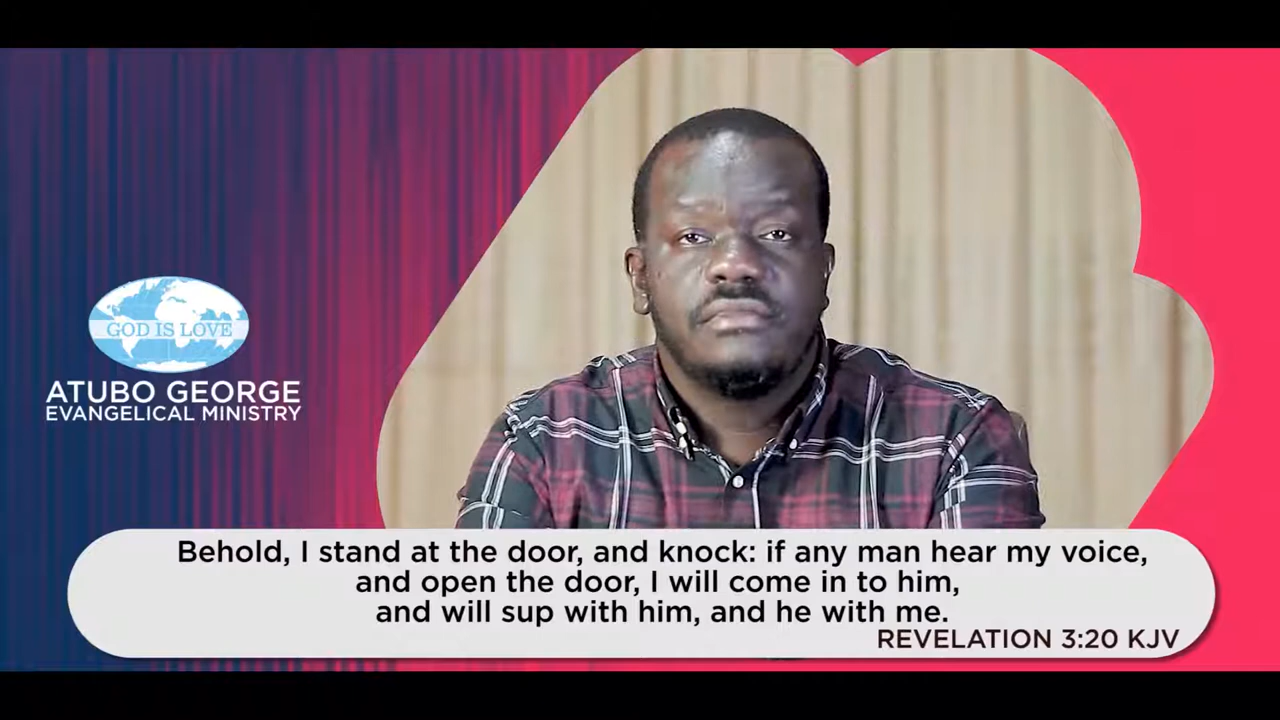 GOD IS LOVE
ATUBO GEORGE
EVANGELICAL MINISTRY
Behold, I stand at the door, and knock: if any man hear my voice,
and open the door, I will come in to him,
and will sup with him, and he with me.
REVELATION 3:20 KJV